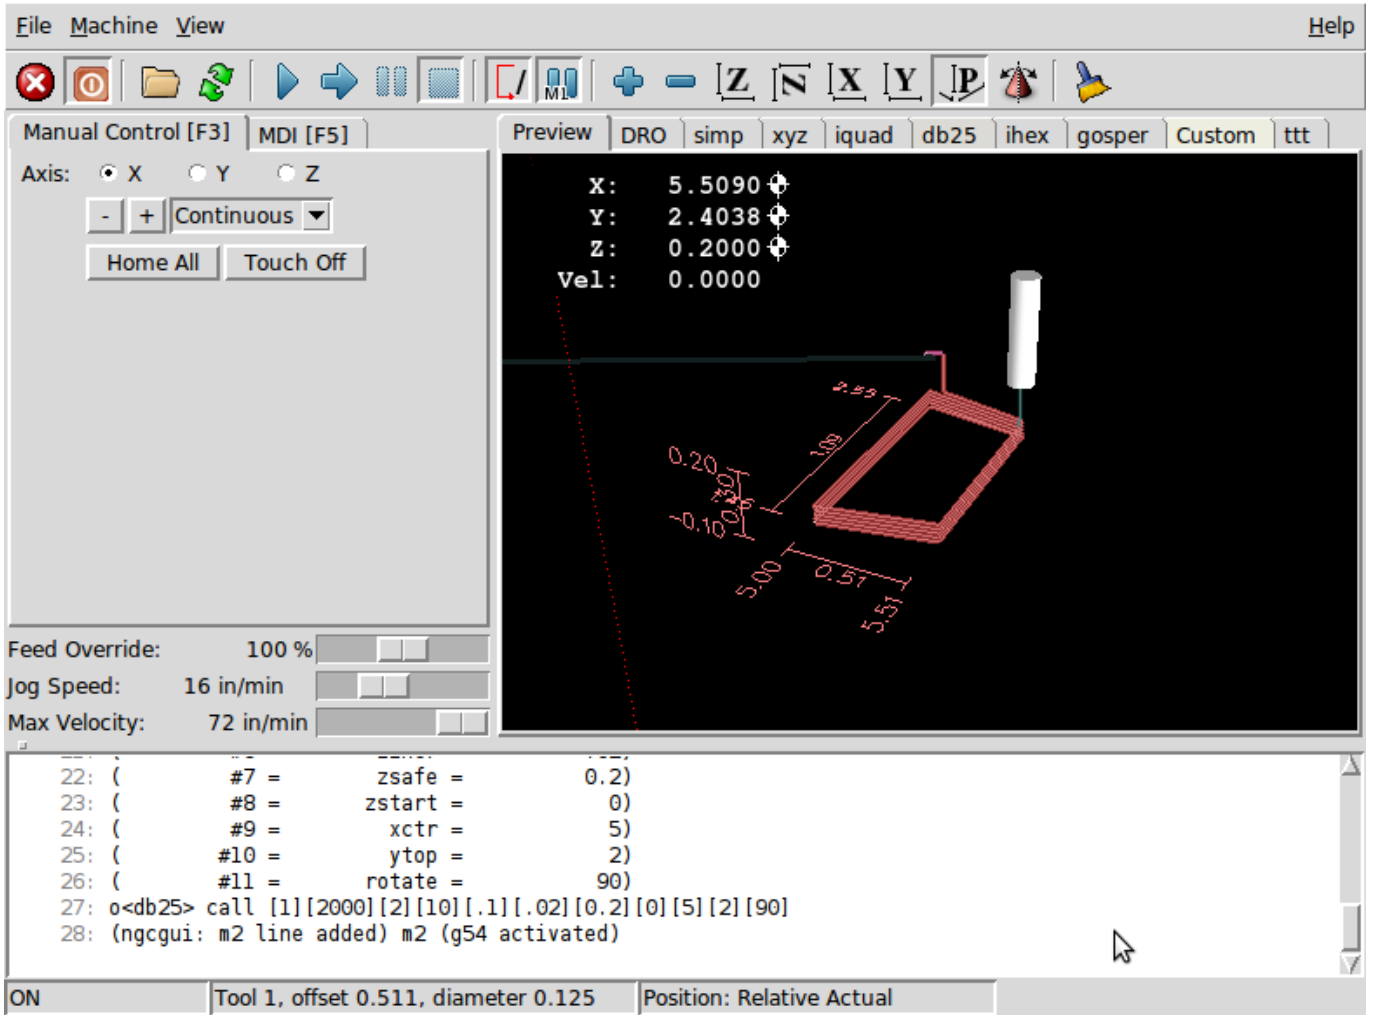 File Machine View Help
M1 Z N X Y P
Manual Control [F3] MDI [F5]
Preview DRO simp xyz iquad db25 ihex gosper Custom ttt
Axis: X Y Z
- + Continuous
Home All Touch Off
X: 5.5090
Y: 2.4038
Z: 0.2000
Vel: 0.0000
2.59
0.20
-0.10
5.00
0.51
5.51
Feed Override: 100 %
Jog Speed: 16 in/min
Max Velocity: 72 in/min
22: ( #7 = zsafe = 0.2)
23: ( #8 = zstart = 0)
24: ( #9 = xctr = 5)
25: ( #10 = ytop = 2)
26: ( #11 = rotate = 90)
27: o<db25> call [1][2000][2][10][.1][.02][0.2][0][5][2][90]
28: (ngcgui: m2 line added) m2 (g54 activated)
ON
Tool 1, offset 0.511, diameter 0.125
Position: Relative Actual